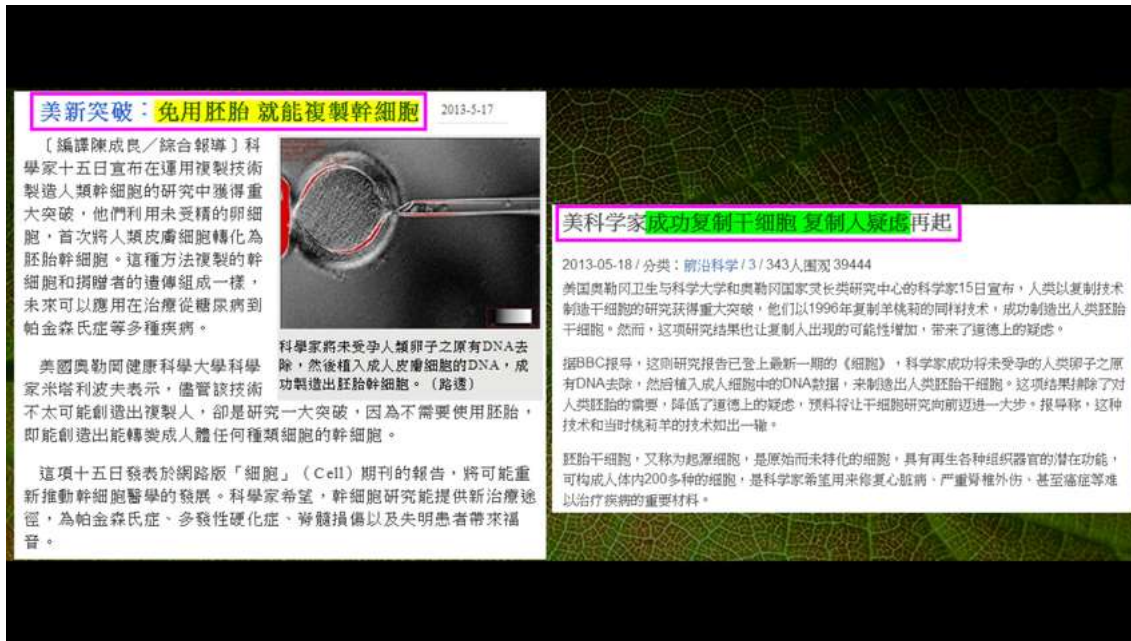 美新突破：免用胚胎 就能複製幹細胞
2013-5-17
〔編譯陳成良／綜合報導〕科
學家十五日宣布在運用複製技術
製造人類幹細胞的研究中獲得重
大突破，他們利用未受精的卵細
胞，首次將人類皮膚細胞轉化為
胚胎幹細胞。這種方法複製的幹
細胞和捐贈者的遺傳組成一樣，
未來可以應用在治療從糖尿病到
帕金森氏症等多種疾病。
科學家將未受孕人類卵子之原有DNA去
除，然後植入成人皮膚細胞的DNA，成
功製造出胚胎幹細胞。（路透）
美國奧勒岡健康科學大學科學
家米塔利波夫表示，儘管該技術
不太可能創造出複製人，卻是研究一大突破，因為不需要使用胚胎，
即能創造出能轉變成人體任何種類細胞的幹細胞。
這項十五日發表於網路版「細胞」（Cell）期刊的報告，將可能重
新推動幹細胞醫學的發展。科學家希望，幹細胞研究能提供新治療途
徑，為帕金森氏症、多發性硬化症、脊髓損傷以及失明患者帶來福
音。
美科学家成功复制干细胞 复制人疑虑再起
2013-05-18 / 分类：前沿科学 / 3 / 343人围观 39444
美国奥勒冈卫生与科学大学和奥勒冈国家灵长类研究中心的科学家15日宣布，人类以复制技术
制造干细胞的研究获得重大突破，他们以1996年复制羊桃莉的同样技术，成功制造出人类胚胎
干细胞。然而，这项研究结果也让复制人出现的可能性增加，带来了道德上的疑虑。
据BBC报导，这则研究报告已登上最新一期的《细胞》，科学家成功将未受孕的人类卵子之原
有DNA去除，然后植入成人细胞中的DNA数据，来制造出人类胚胎干细胞。这项结果排除了对
人类胚胎的需要，降低了道德上的疑虑，预料将让干细胞研究向前迈进一大步。报导称，这种
技术和当时桃莉羊的技术如出一辙。
胚胎干细胞，又称为起源细胞，是原始而未特化的细胞，具有再生各种组织器官的潜在功能，
可构成人体内200多种的细胞，是科学家希望用来修复心脏病、严重脊椎外伤、甚至癌症等难
以治疗疾病的重要材料。